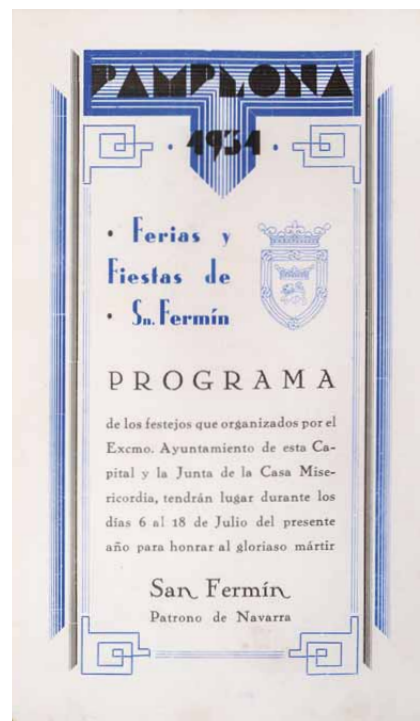 PAMPLONA
· 1934 ·
· Ferias y
Fiestas de
· Sn. Fermín
PROGRAMA
de los festejos que organizados por el
Excmo. Ayuntamiento de esta Ca-
pital y la Junta de la Casa Mise-
ricordia, tendrán lugar durante los
días 6 al 18 de Julio del presente
año para honrar al gloriaso mártir
San Fermín
Patrono de Navarra